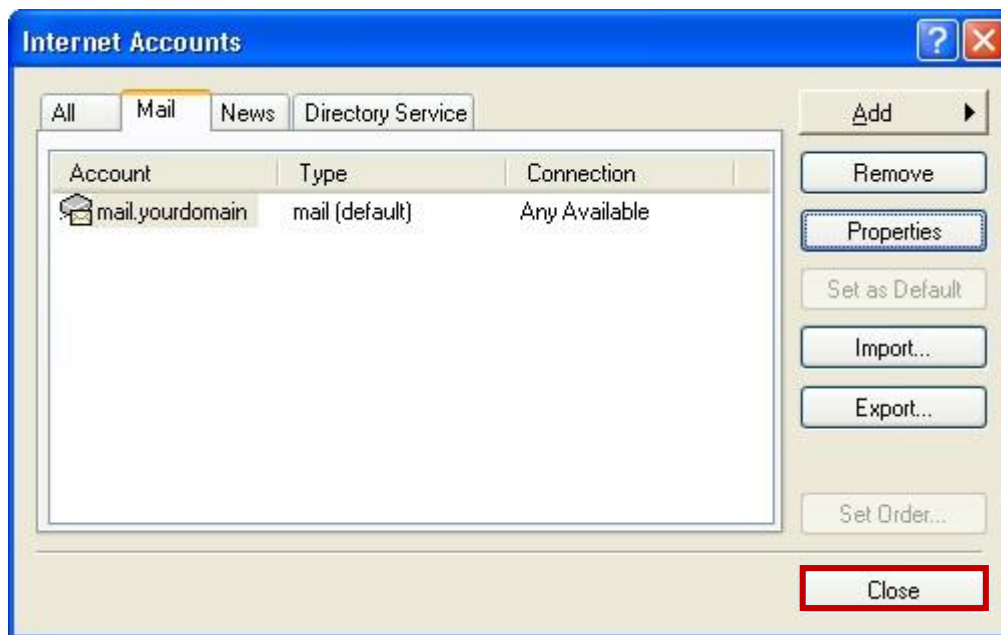 Internet Accounts
All Mail News Directory Service
Add
Account Type Connection
Remove
mail.yourdomain mail (default) Any Available
Properties
Set as Default
Import...
Export...
Set Order...
Close